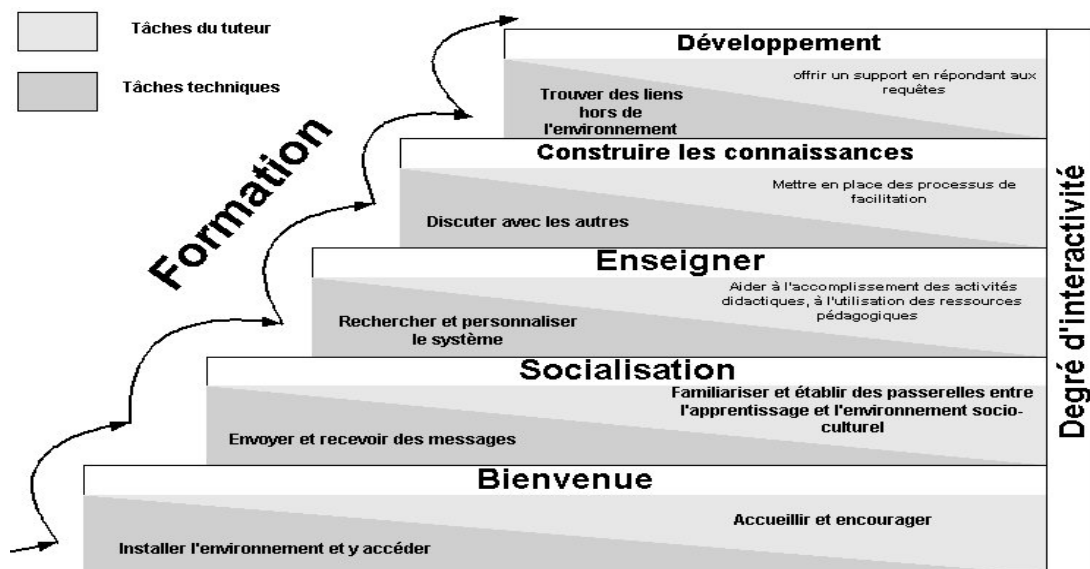 Tâches du tuteur
Tâches techniques
Formation
Développement
offrir un support en répondant aux
requêtes
Trouver des liens
hors de
l'environnement
Construire les connaissances
Mettre en place des processus de
facilitation
Discuter avec les autres
Enseigner
Aider à l'accomplissement des activités
didactiques, à l'utilisation des ressources
pédagogiques
Rechercher et personnaliser
le système
Socialisation
Familiariser et établir des passerelles entre
l'apprentissage et l'environnement socio-
culturel
Envoyer et recevoir des messages
Bienvenue
Accueillir et encourager
Installer l'environnement et y accéder
Degré d'interactivité